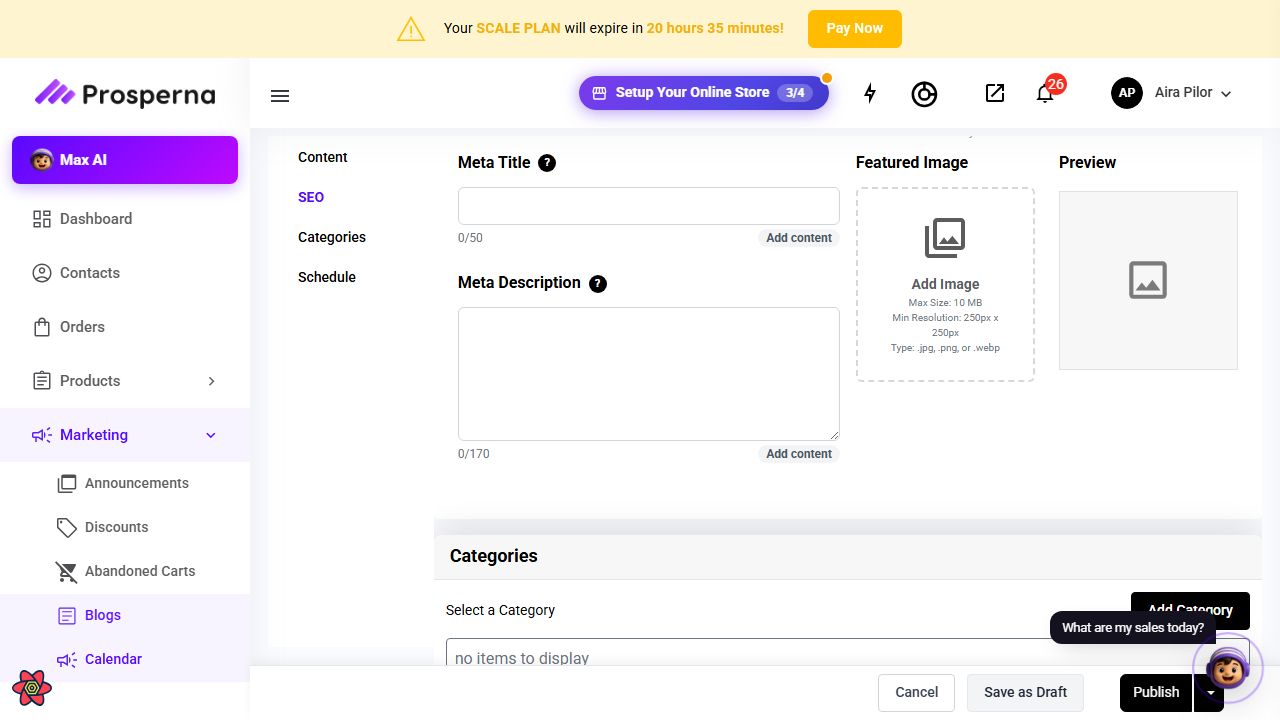 Your SCALE PLAN will expire in 20 hours 35 minutes!
Pay Now
Prosperna
Setup Your Online Store 3/4
26
AP
Aira Pilor
Max AI
Dashboard
Contacts
Orders
Products
Marketing
Announcements
Discounts
Abandoned Carts
Blogs
Calendar
Content
SEO
Categories
Schedule
Meta Title ?
0/50
Add content
Meta Description ?
0/170
Add content
Featured Image
Add Image
Max Size: 10 MB
Min Resolution: 250px x
250px
Type: .jpg, .png, or .webp
Preview
Categories
Select a Category
Add Category
What are my sales today?
no items to display
Cancel
Save as Draft
Publish